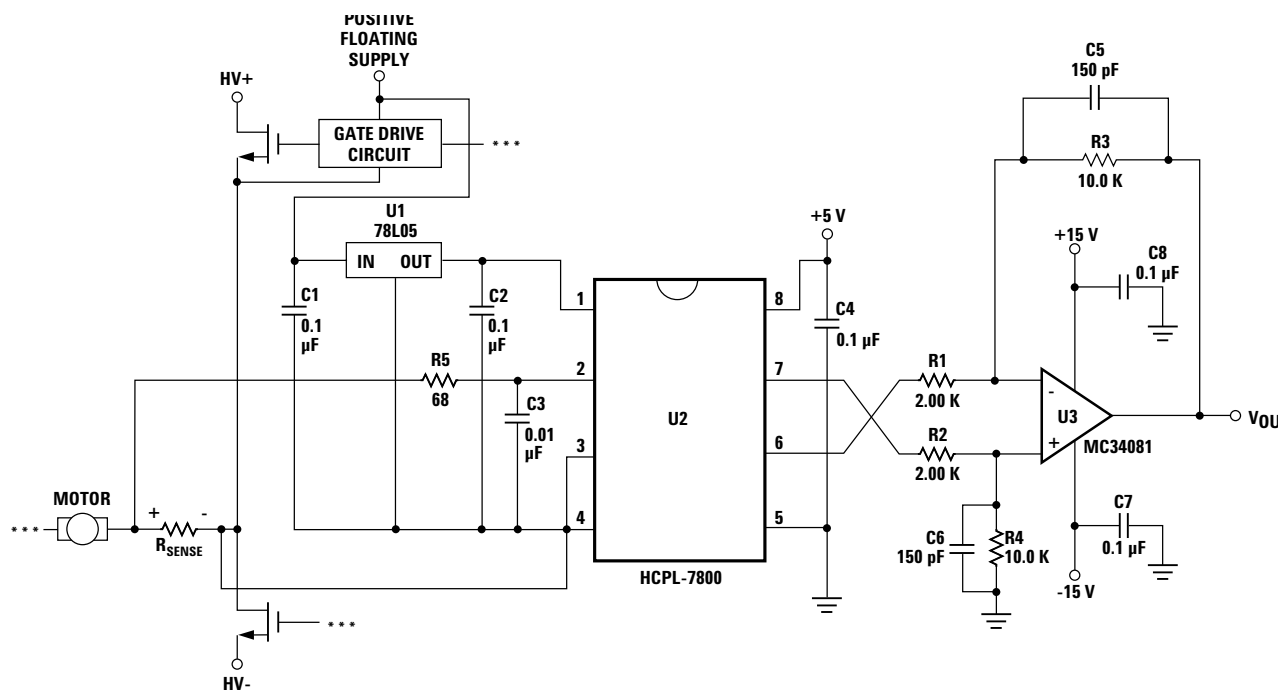 POSITIVE
FLOATING
SUPPLY
HV+
GATE DRIVE
CIRCUIT
***
U1
78L05
IN OUT
C1
0.1
µF
C2
0.1
µF
R5
68
C3
0.01
µF
MOTOR
***
+ -
RSENSE
***
HV-
1
2
3
4
8
7
6
5
U2
HCPL-7800
+5 V
C4
0.1 µF
R1
2.00 K
R2
2.00 K
C5
150 pF
R3
10.0 K
+15 V
C8
0.1 µF
-
U3
+
MC34081
VOU
C6
150 pF
R4
10.0 K
C7
0.1 µF
-15 V